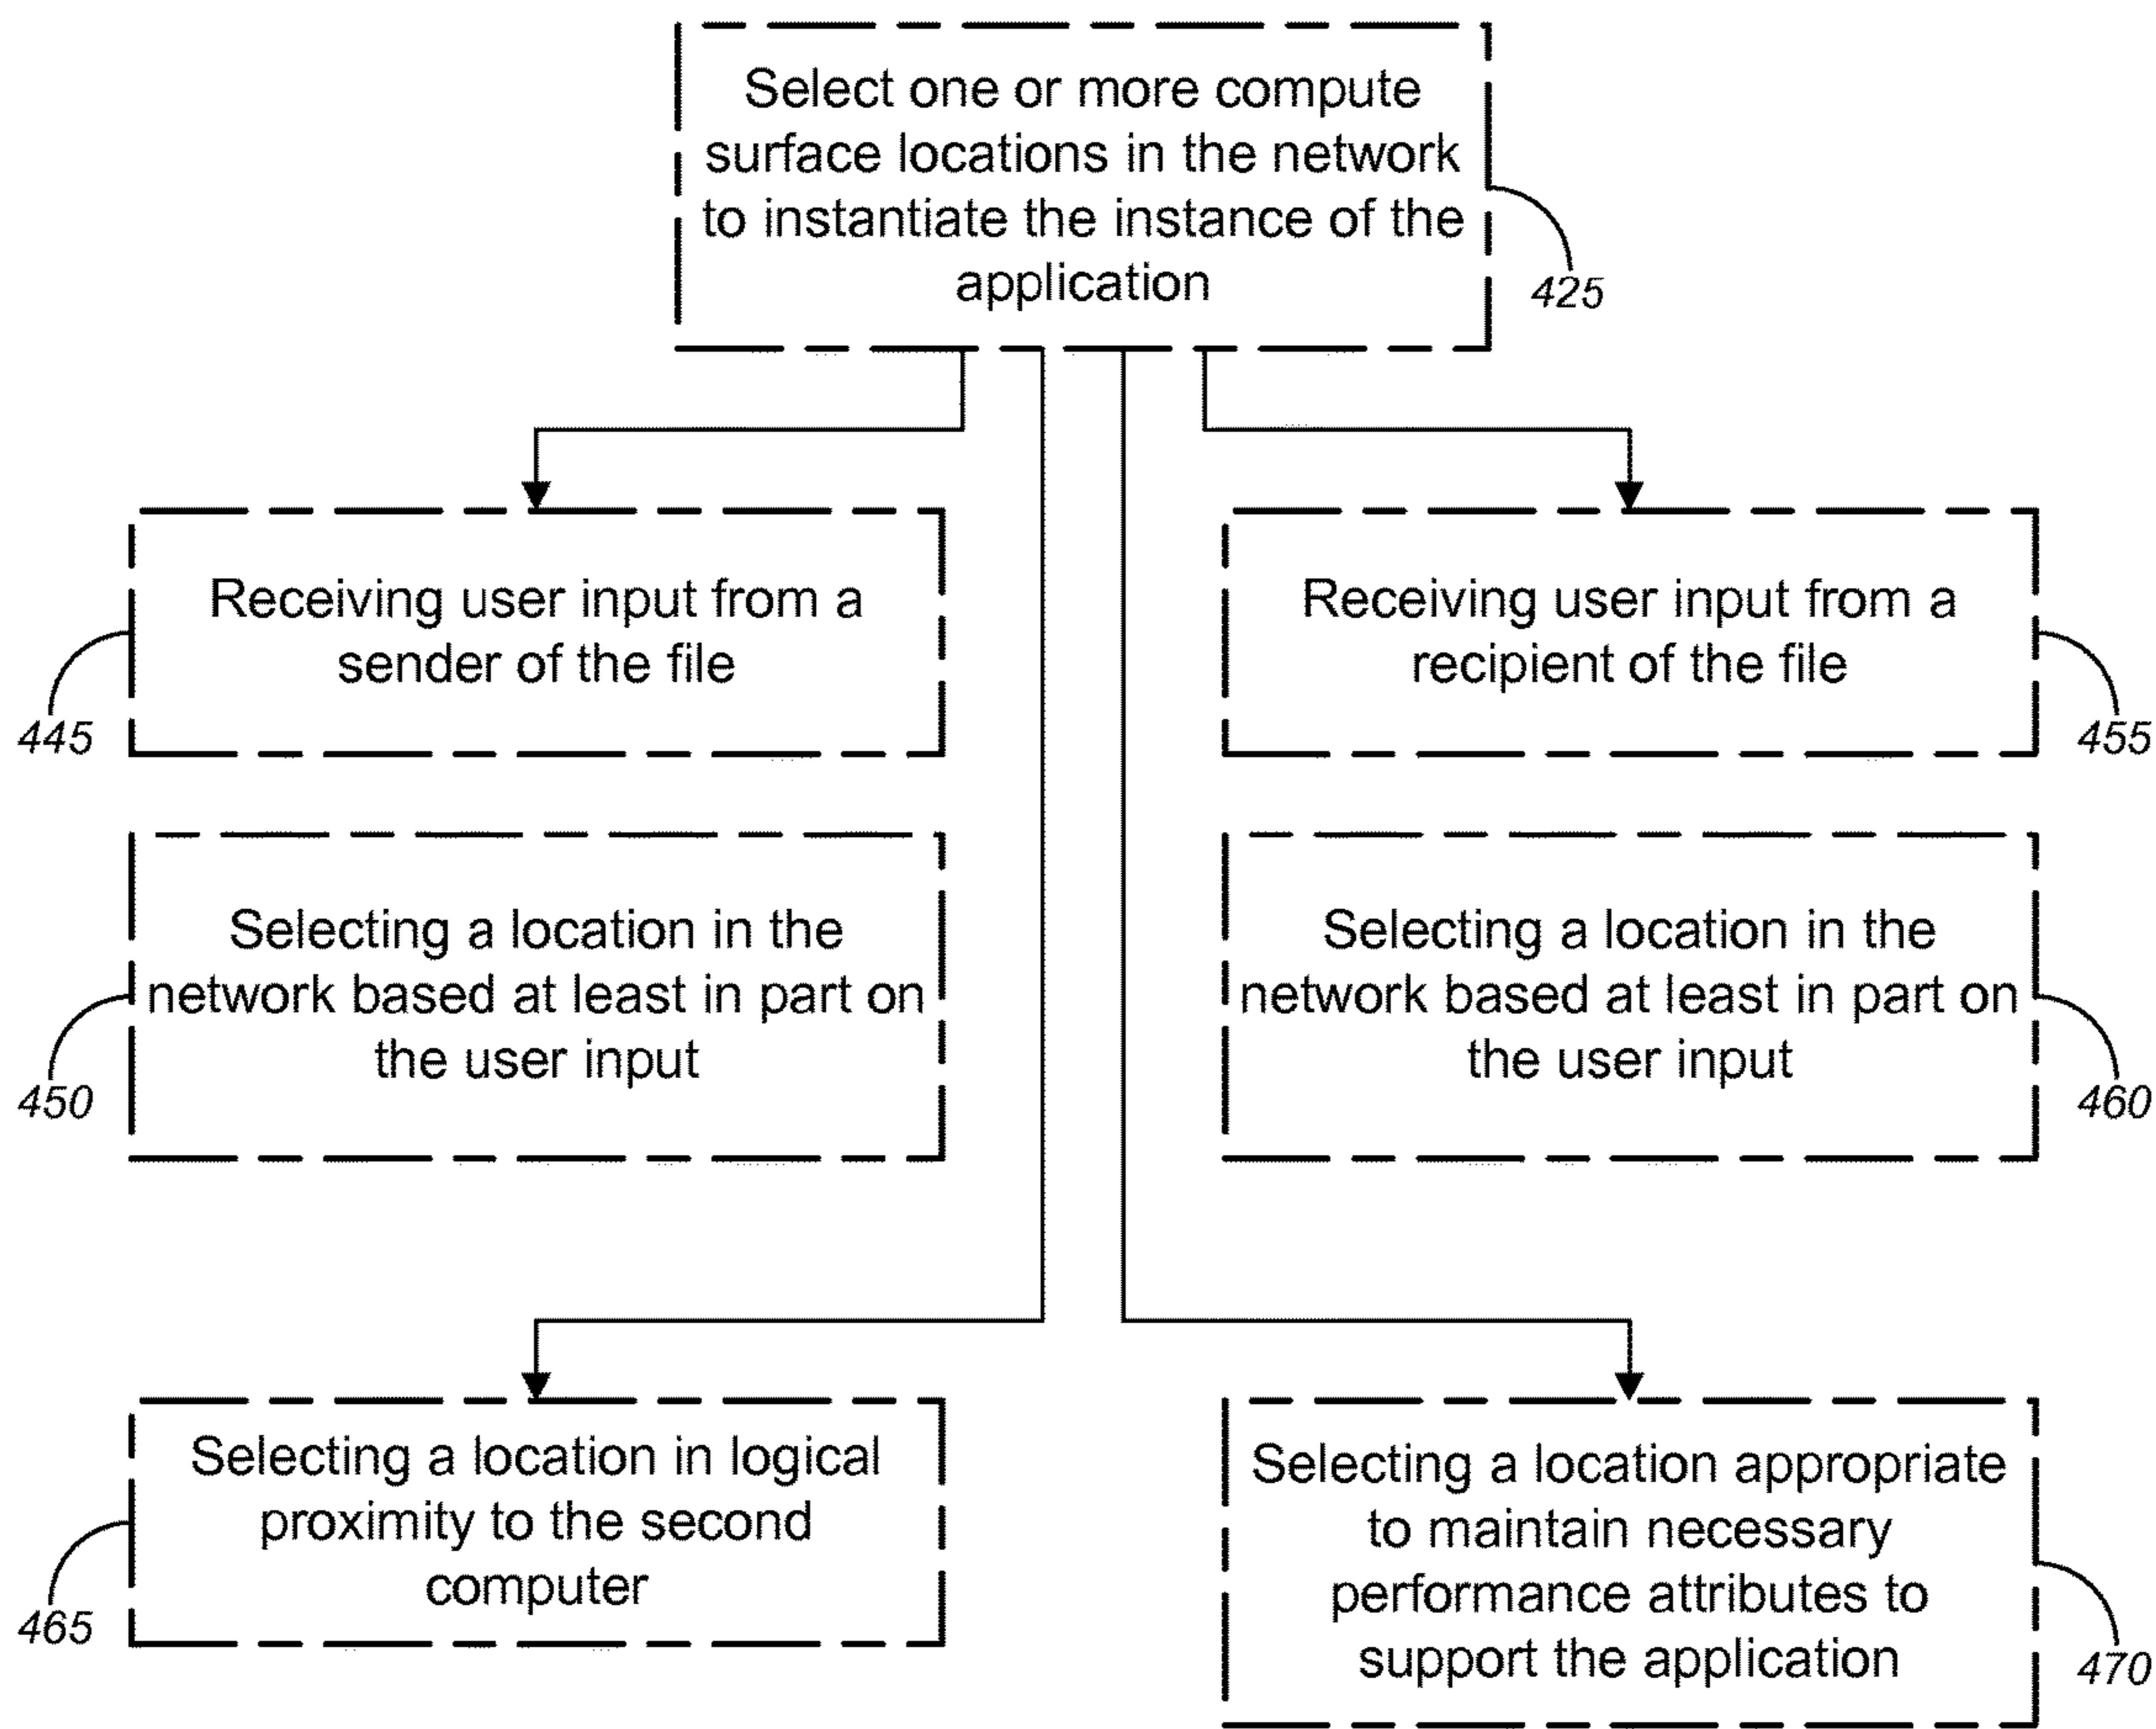 Select one or more compute
surface locations in the network
to instantiate the instance of the
application
425
Receiving user input from a
sender of the file
445
Receiving user input from a
recipient of the file
455
Selecting a location in the
network based at least in part on
the user input
450
Selecting a location in the
network based at least in part on
the user input
460
Selecting a location in logical
proximity to the second
computer
465
Selecting a location appropriate
to maintain necessary
performance attributes to
support the application
470